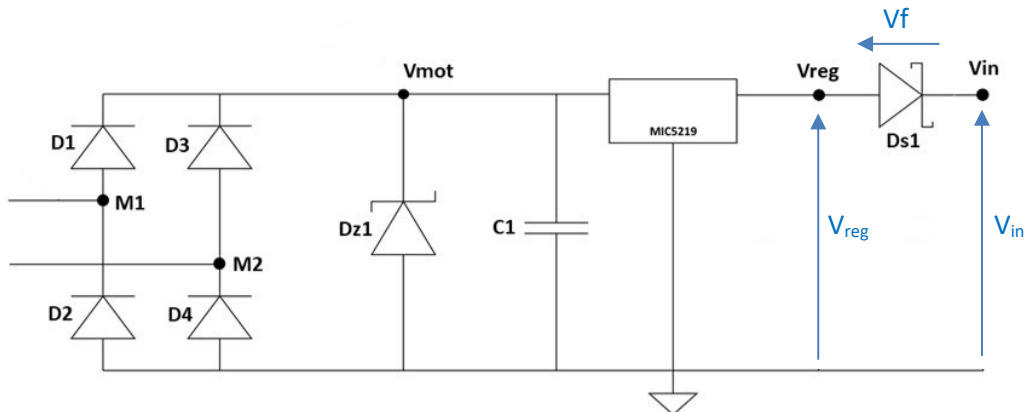 Vf
Vmot
Vreg
Vin
MIC5219
D1
D3
Ds1
M1
Dz1
C1
Vreg
Vin
M2
D2
D4